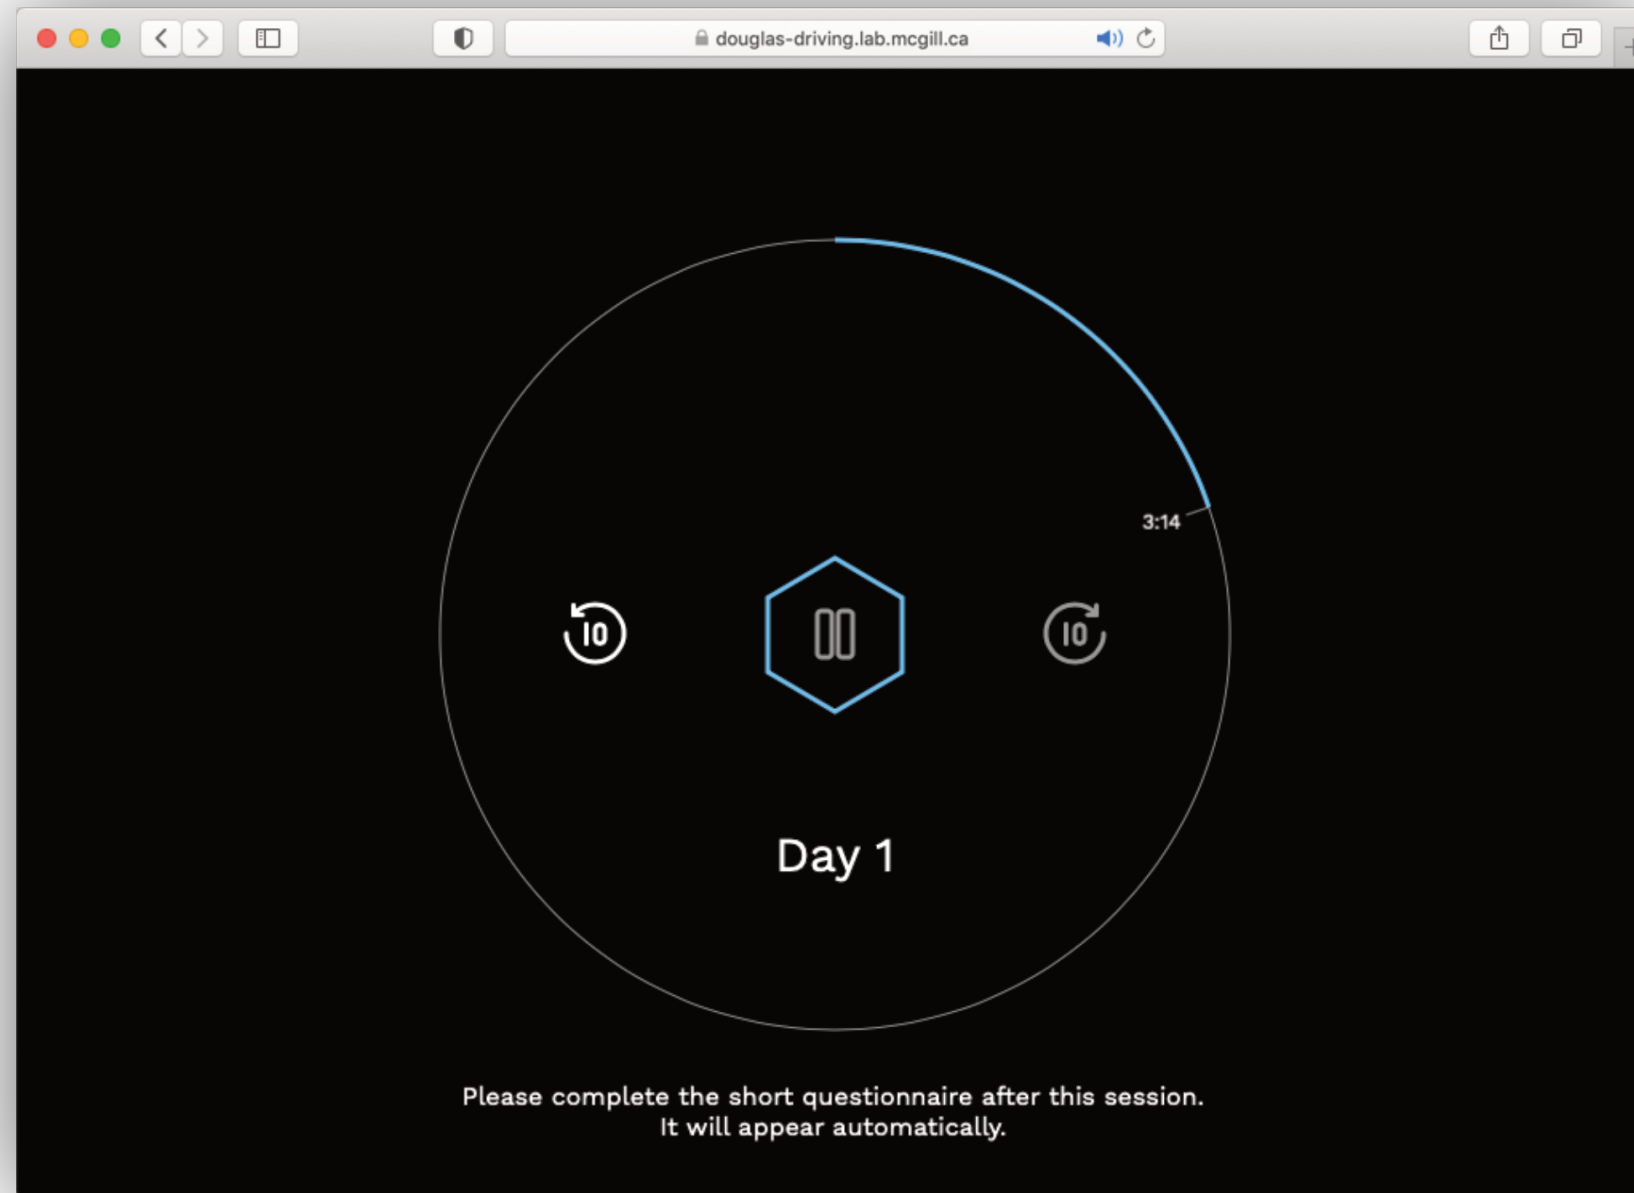 douglas-driving.lab.mcgill.ca
3:14
10
10
Day 1
Please complete the short questionnaire after this session.
It will appear automatically.